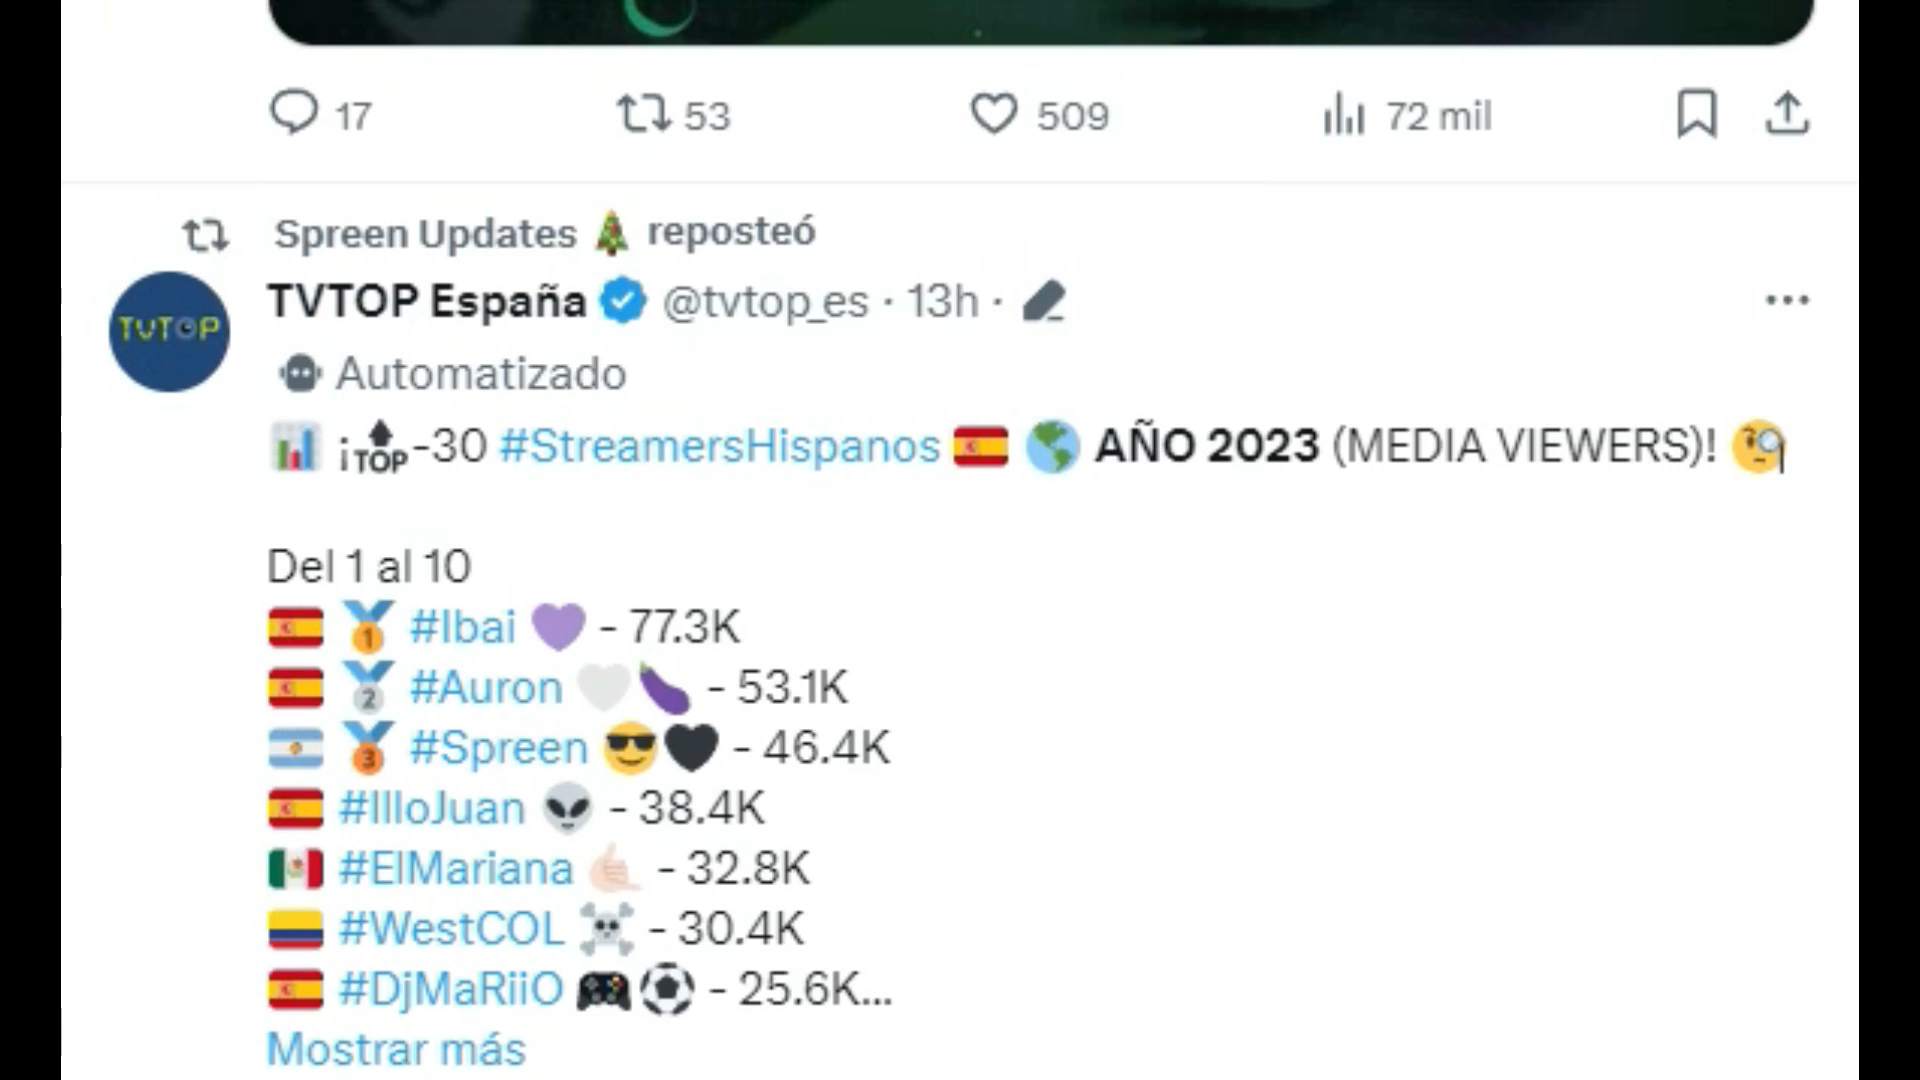 17 53 509 72 mil
Spreen Updates 🎄 reposteó
TVTOP España @tvtop_es · 13h ·
TVTOP
Automatizado
📊 ¡🔝-30 #StreamersHispanos 🇪🇸 🌎 AÑO 2023 (MEDIA VIEWERS)! 🧐
Del 1 al 10
🇪🇸 🥇 #Ibai 💜 - 77.3K
🇪🇸 🥈 #Auron 🤍🍆 - 53.1K
🇦🇷 🥉 #Spreen 😎🖤 - 46.4K
🇪🇸 #IlloJuan 👽 - 38.4K
🇲🇽 #ElMariana 🤙🏻 - 32.8K
🇨🇴 #WestCOL ☠️ - 30.4K
🇪🇸 #DjMaRiiO 🎮⚽ - 25.6K...
Mostrar más